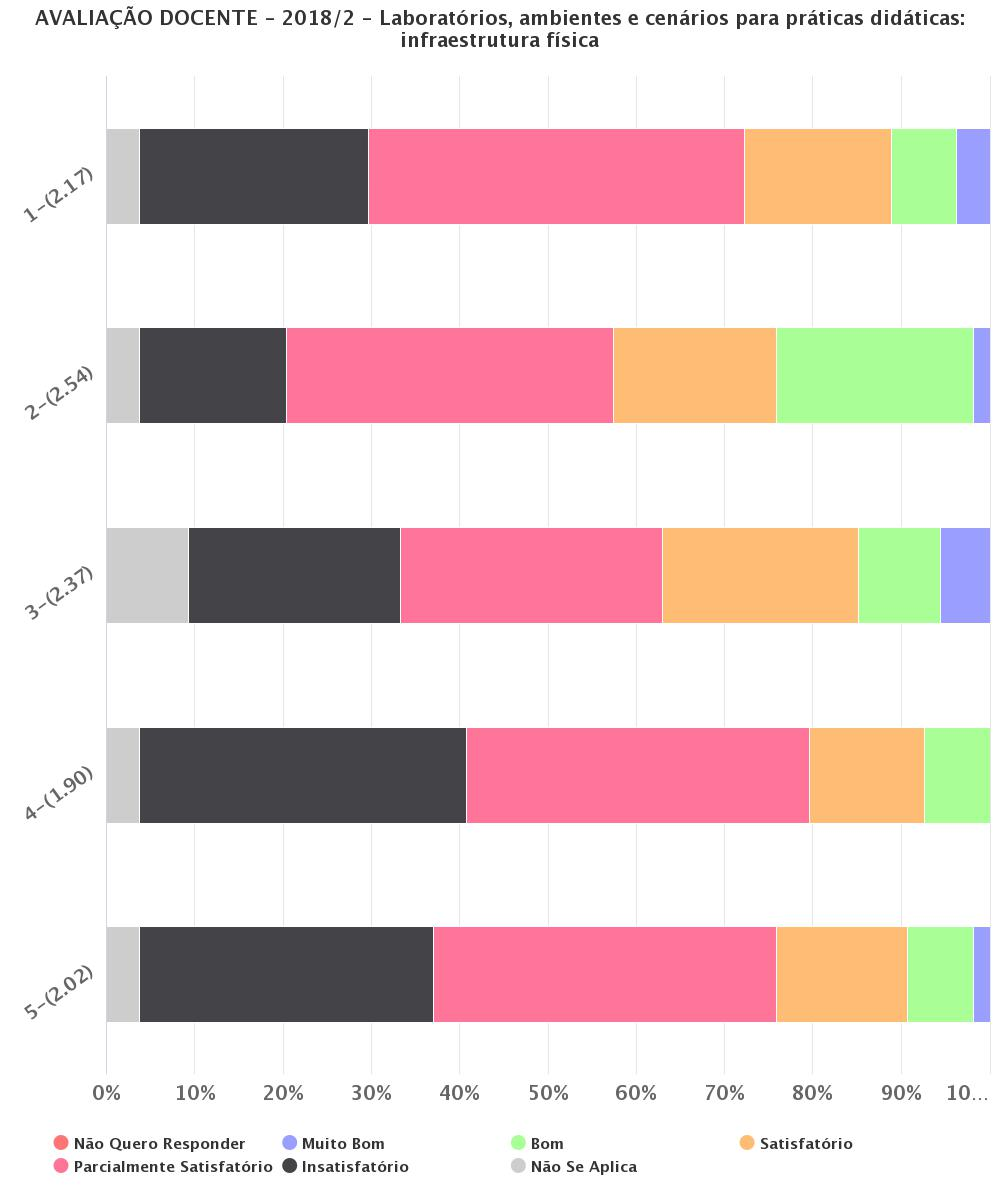 AVALIAÇÃO DOCENTE - 2018/2 - Laboratórios, ambientes e cenários para práticas didáticas:
infraestrutura física
1-(2.17)
2-(2.54)
3-(2.37)
4-(1.90)
5-(2.02)
0% 10% 20% 30% 40% 50% 60% 70% 80% 90% 10...
Não Quero Responder Muito Bom Bom Satisfatório
Parcialmente Satisfatório Insatisfatório Não Se Aplica